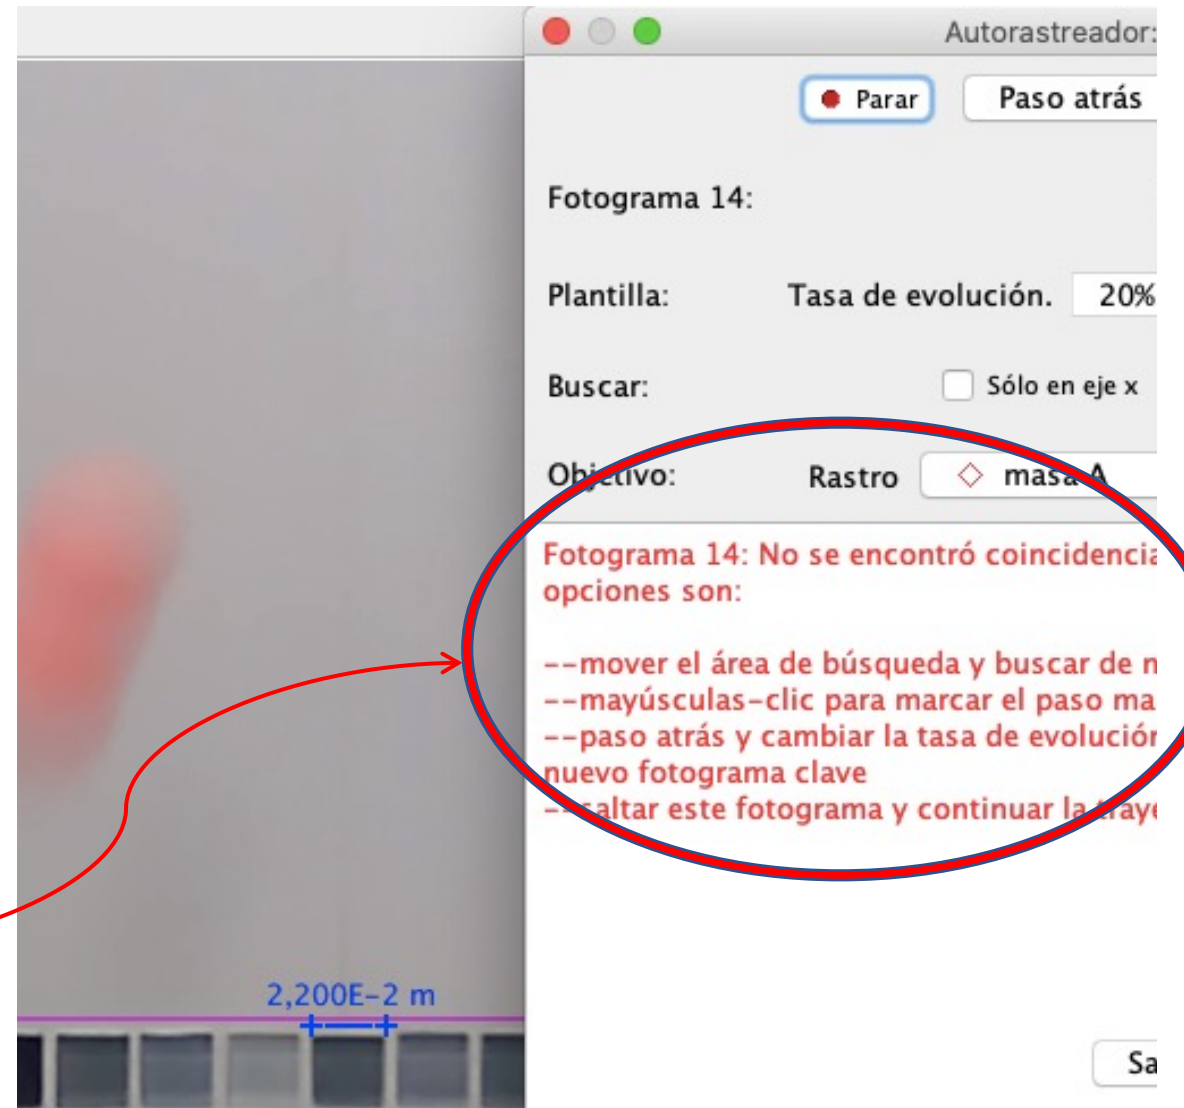 Autorastreador:
Parar
Paso atrás
Fotograma 14:
Plantilla:
Tasa de evolución.
20%
Buscar:
Sólo en eje x
Objetivo:
Rastro
masa A
Fotograma 14: No se encontró coincidencia
opciones son:
--mover el área de búsqueda y buscar de n
--mayúsculas-clic para marcar el paso ma
--paso atrás y cambiar la tasa de evolución
nuevo fotograma clave
--saltar este fotograma y continuar la traye
2,200E-2 m
Sa